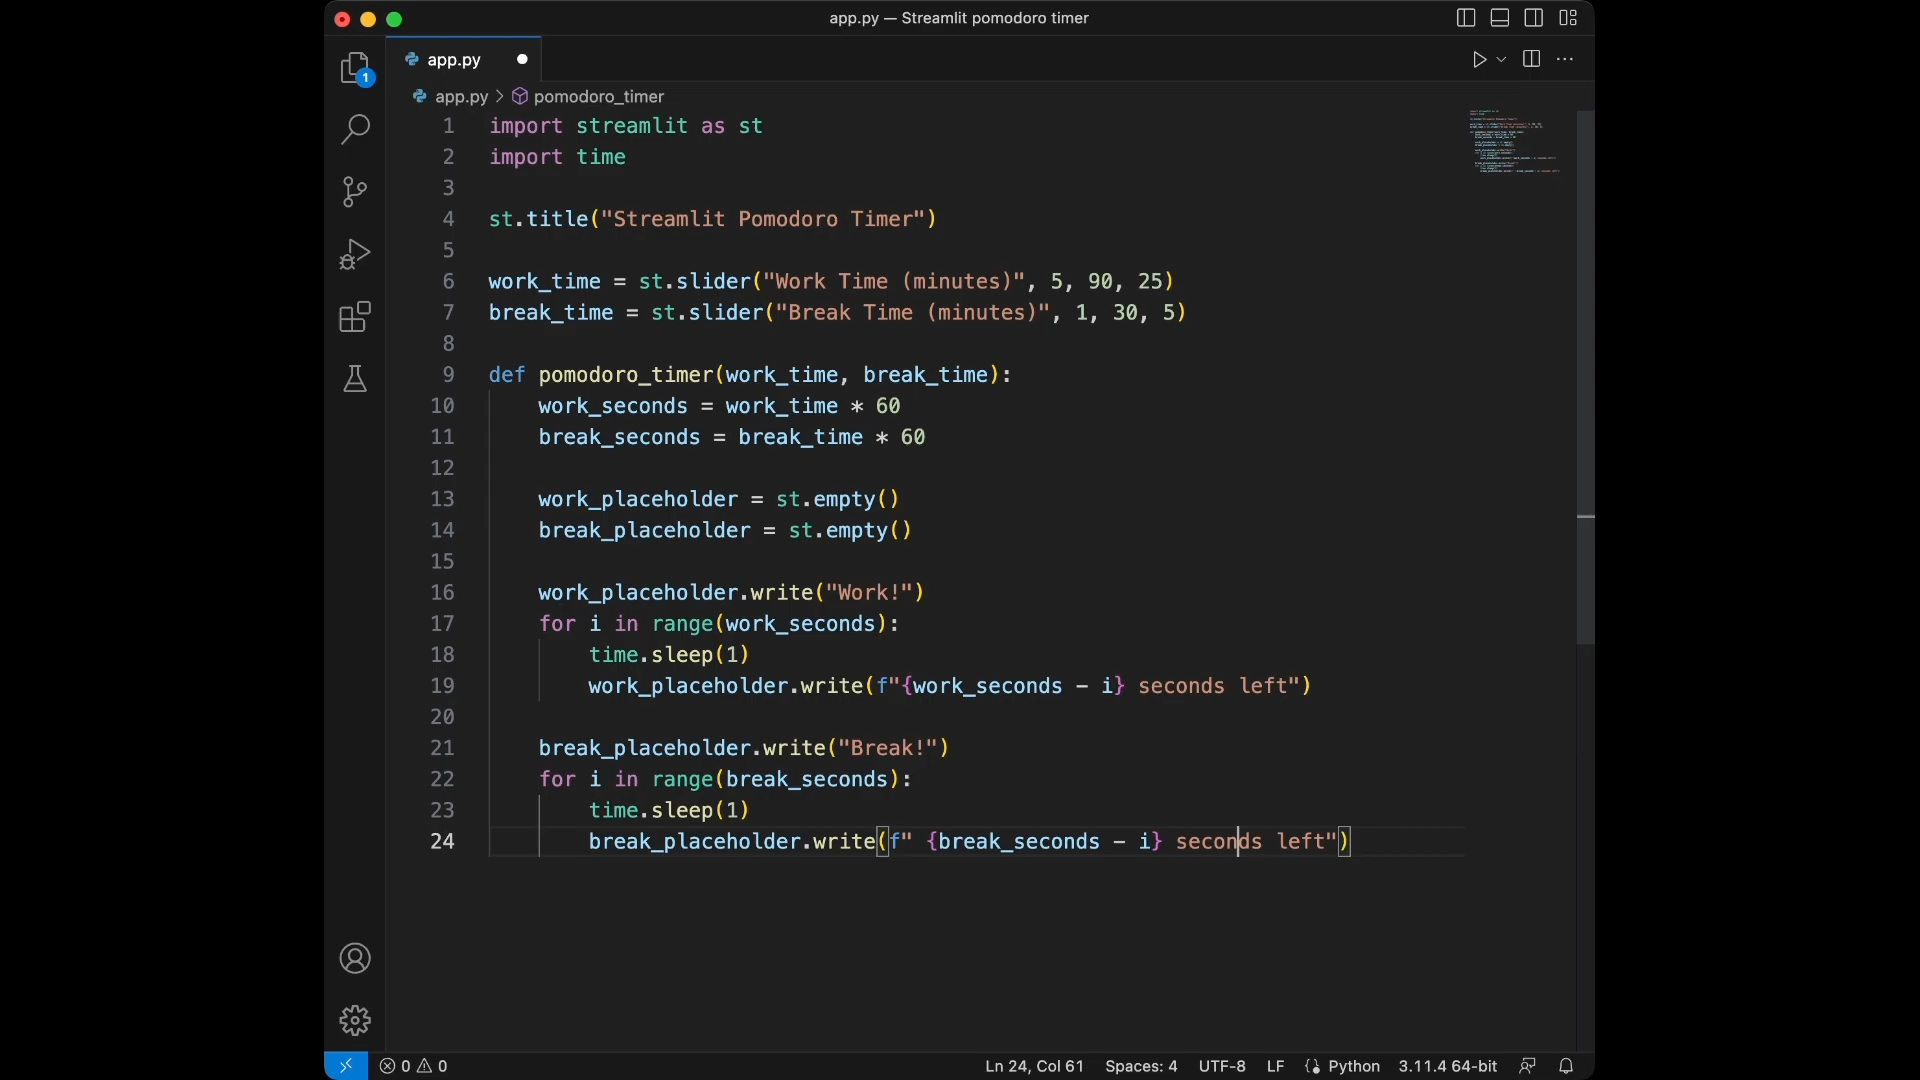 app.py — Streamlit pomodoro timer
1
app.py
app.py > pomodoro_timer
1 import streamlit as st
2 import time
3
4 st.title("Streamlit Pomodoro Timer")
5
6 work_time = st.slider("Work Time (minutes)", 5, 90, 25)
7 break_time = st.slider("Break Time (minutes)", 1, 30, 5)
8
9 def pomodoro_timer(work_time, break_time):
10     work_seconds = work_time * 60
11     break_seconds = break_time * 60
12
13     work_placeholder = st.empty()
14     break_placeholder = st.empty()
15
16     work_placeholder.write("Work!")
17     for i in range(work_seconds):
18         time.sleep(1)
19         work_placeholder.write(f"{work_seconds - i} seconds left")
20
21     break_placeholder.write("Break!")
22     for i in range(break_seconds):
23         time.sleep(1)
24         break_placeholder.write(f" {break_seconds - i} seconds left")
0 0 Ln 24, Col 61 Spaces: 4 UTF-8 LF Python 3.11.4 64-bit